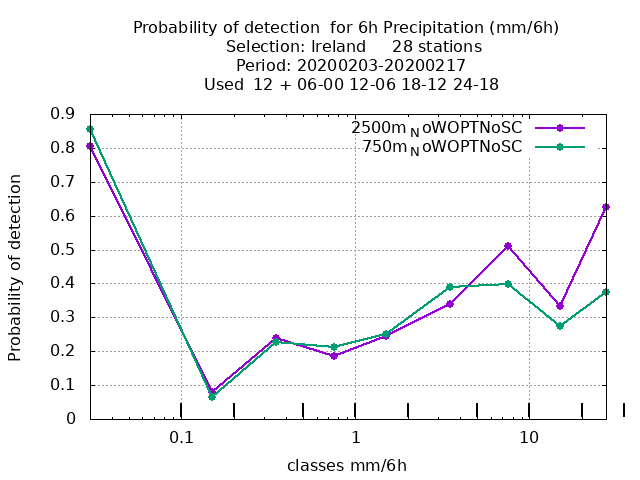 Probability of detection  for 6h Precipitation (mm/6h)
Selection: Ireland     28 stations
Period: 20200203-20200217
Used  12 + 06-00 12-06 18-12 24-18
2500m_NoWOPTNoSC
750m_NoWOPTNoSC
Probability of detection
0.9
0.8
0.7
0.6
0.5
0.4
0.3
0.2
0.1
0
0.1 1 10
classes mm/6h